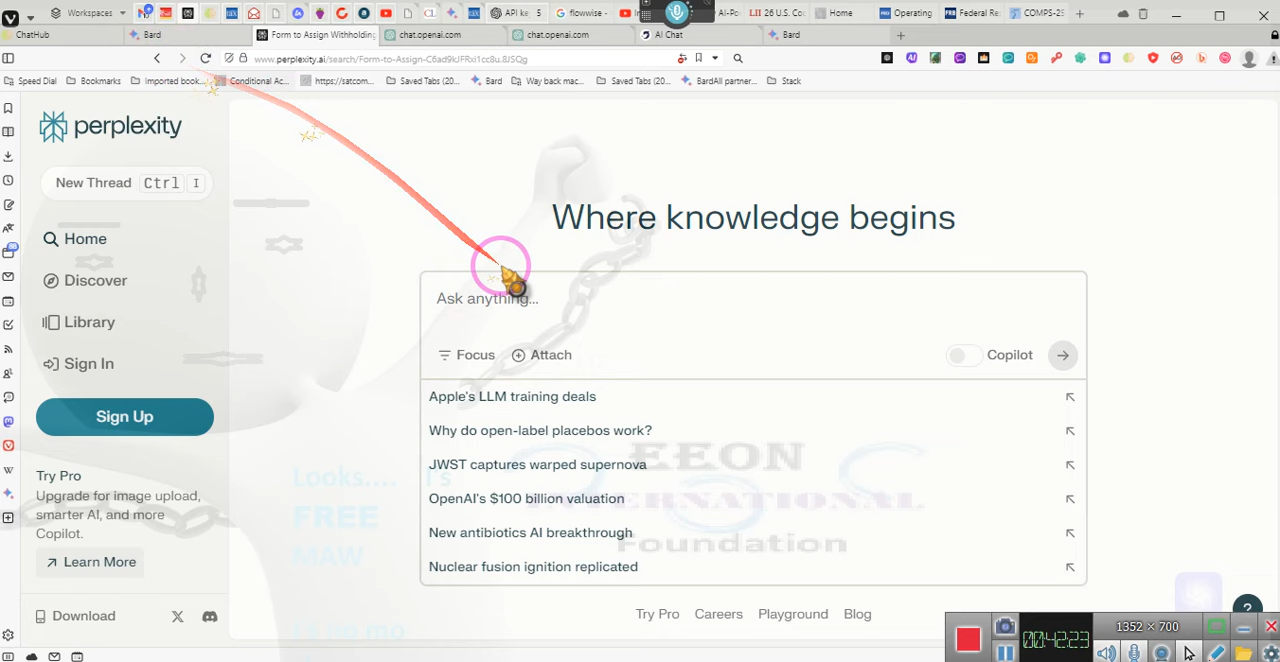 Workspaces
API ke
5
flowwise -
AI-Po
26 U.S. Co
Home
Operating
Federal Re
COMPS-25
ChatHub
Bard
Form to Assign Withholding
chat.openai.com
chat.openai.com
AI Chat
Bard
www.perplexity.ai/search/Form-to-Assign-C6ad9kJFRxi1cc8u.8JSQg
Speed Dial
Bookmarks
Imported book...
Conditional Ac...
https://satcom...
Saved Tabs (20...
Bard
Way back mac...
Saved Tabs (20...
BardAll partner...
Stack
perplexity
New Thread Ctrl I
Home
Discover
Library
Sign In
Sign Up
Try Pro
Upgrade for image upload,
smarter AI, and more
Copilot.
Learn More
Download
Where knowledge begins
Ask anything...
Focus
Attach
Copilot
Apple's LLM training deals
Why do open-label placebos work?
JWST captures warped supernova
OpenAI's $100 billion valuation
New antibiotics AI breakthrough
Nuclear fusion ignition replicated
EEON
INTERNATIONAL
Foundation
Looks....
FREE
MAW
Try Pro
Careers
Playground
Blog
?
1352 × 700
00:42:23